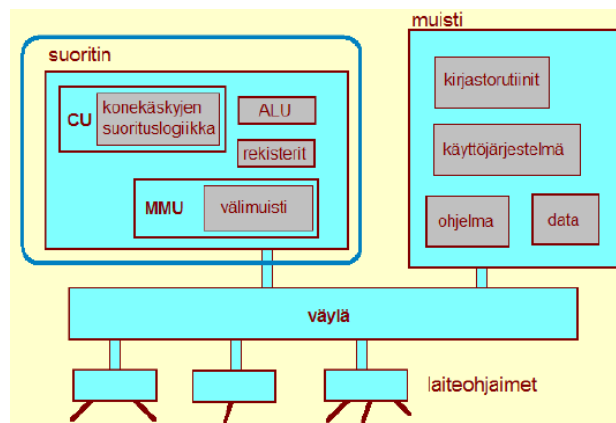 suoritin
CU
konekäskyjen
suorituslogiikka
ALU
rekisterit
MMU
välimuisti
muisti
kirjastorutiinit
käyttöjärjestelmä
ohjelma
data
väylä
laiteohjaimet